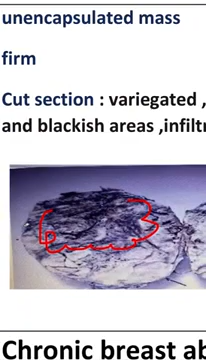 unencapsulated mass
firm
Cut section : variegated ,
and blackish areas ,infiltr
Chronic breast ab